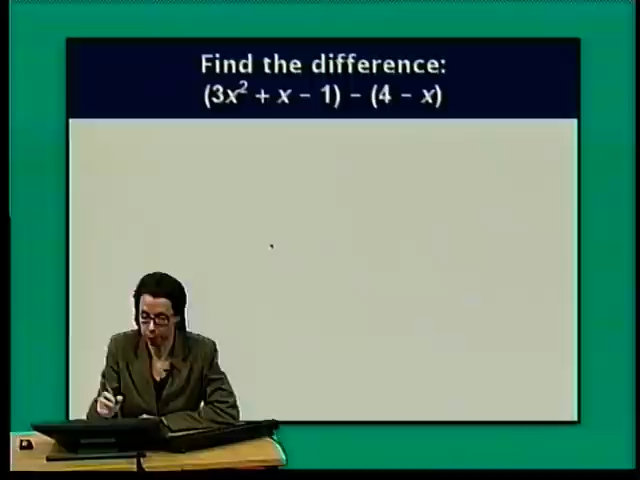 Find the difference:
(3x² + x − 1) − (4 − x)